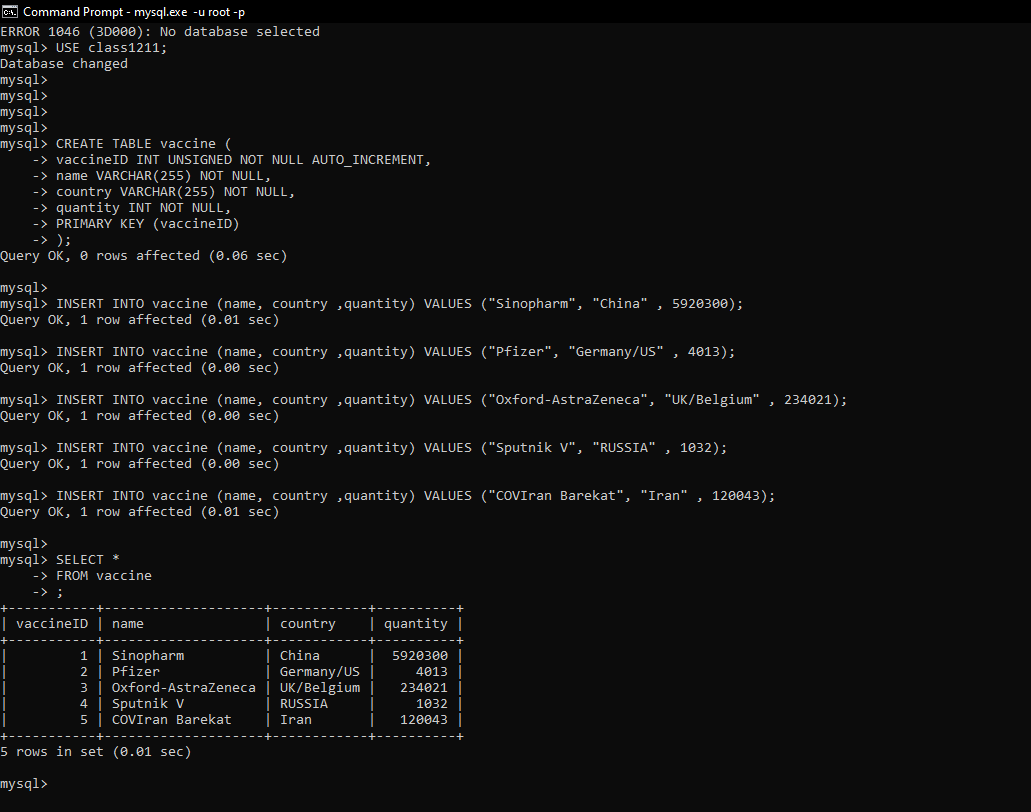 Command Prompt - mysql.exe -u root -p
ERROR 1046 (3D000): No database selected
mysql> USE class1211;
Database changed
mysql>
mysql>
mysql>
mysql>
mysql> CREATE TABLE vaccine (
    -> vaccineID INT UNSIGNED NOT NULL AUTO_INCREMENT,
    -> name VARCHAR(255) NOT NULL,
    -> country VARCHAR(255) NOT NULL,
    -> quantity INT NOT NULL,
    -> PRIMARY KEY (vaccineID)
    -> );
Query OK, 0 rows affected (0.06 sec)

mysql>
mysql> INSERT INTO vaccine (name, country ,quantity) VALUES ("Sinopharm", "China" , 5920300);
Query OK, 1 row affected (0.01 sec)

mysql> INSERT INTO vaccine (name, country ,quantity) VALUES ("Pfizer", "Germany/US" , 4013);
Query OK, 1 row affected (0.00 sec)

mysql> INSERT INTO vaccine (name, country ,quantity) VALUES ("Oxford-AstraZeneca", "UK/Belgium" , 234021);
Query OK, 1 row affected (0.00 sec)

mysql> INSERT INTO vaccine (name, country ,quantity) VALUES ("Sputnik V", "RUSSIA" , 1032);
Query OK, 1 row affected (0.00 sec)

mysql> INSERT INTO vaccine (name, country ,quantity) VALUES ("COVIran Barekat", "Iran" , 120043);
Query OK, 1 row affected (0.01 sec)

mysql>
mysql> SELECT *
    -> FROM vaccine
    -> ;
+-----------+--------------------+------------+----------+
| vaccineID | name               | country    | quantity |
+-----------+--------------------+------------+----------+
|         1 | Sinopharm          | China      |  5920300 |
|         2 | Pfizer             | Germany/US |     4013 |
|         3 | Oxford-AstraZeneca | UK/Belgium |   234021 |
|         4 | Sputnik V          | RUSSIA     |     1032 |
|         5 | COVIran Barekat    | Iran       |   120043 |
+-----------+--------------------+------------+----------+
5 rows in set (0.01 sec)

mysql>